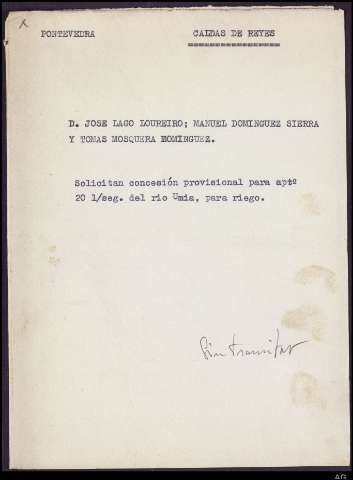 PONTEVEDRA CALDAS DE REYES
D. JOSE LAGO LOUREIRO; MANUEL DOMINGUEZ SIERRA
Y TOMAS MOSQUERA DOMINGUEZ.
Solicitan concesión provisional para aptº
20 l/seg. del rio Umia, para riego.
Sin tramitar